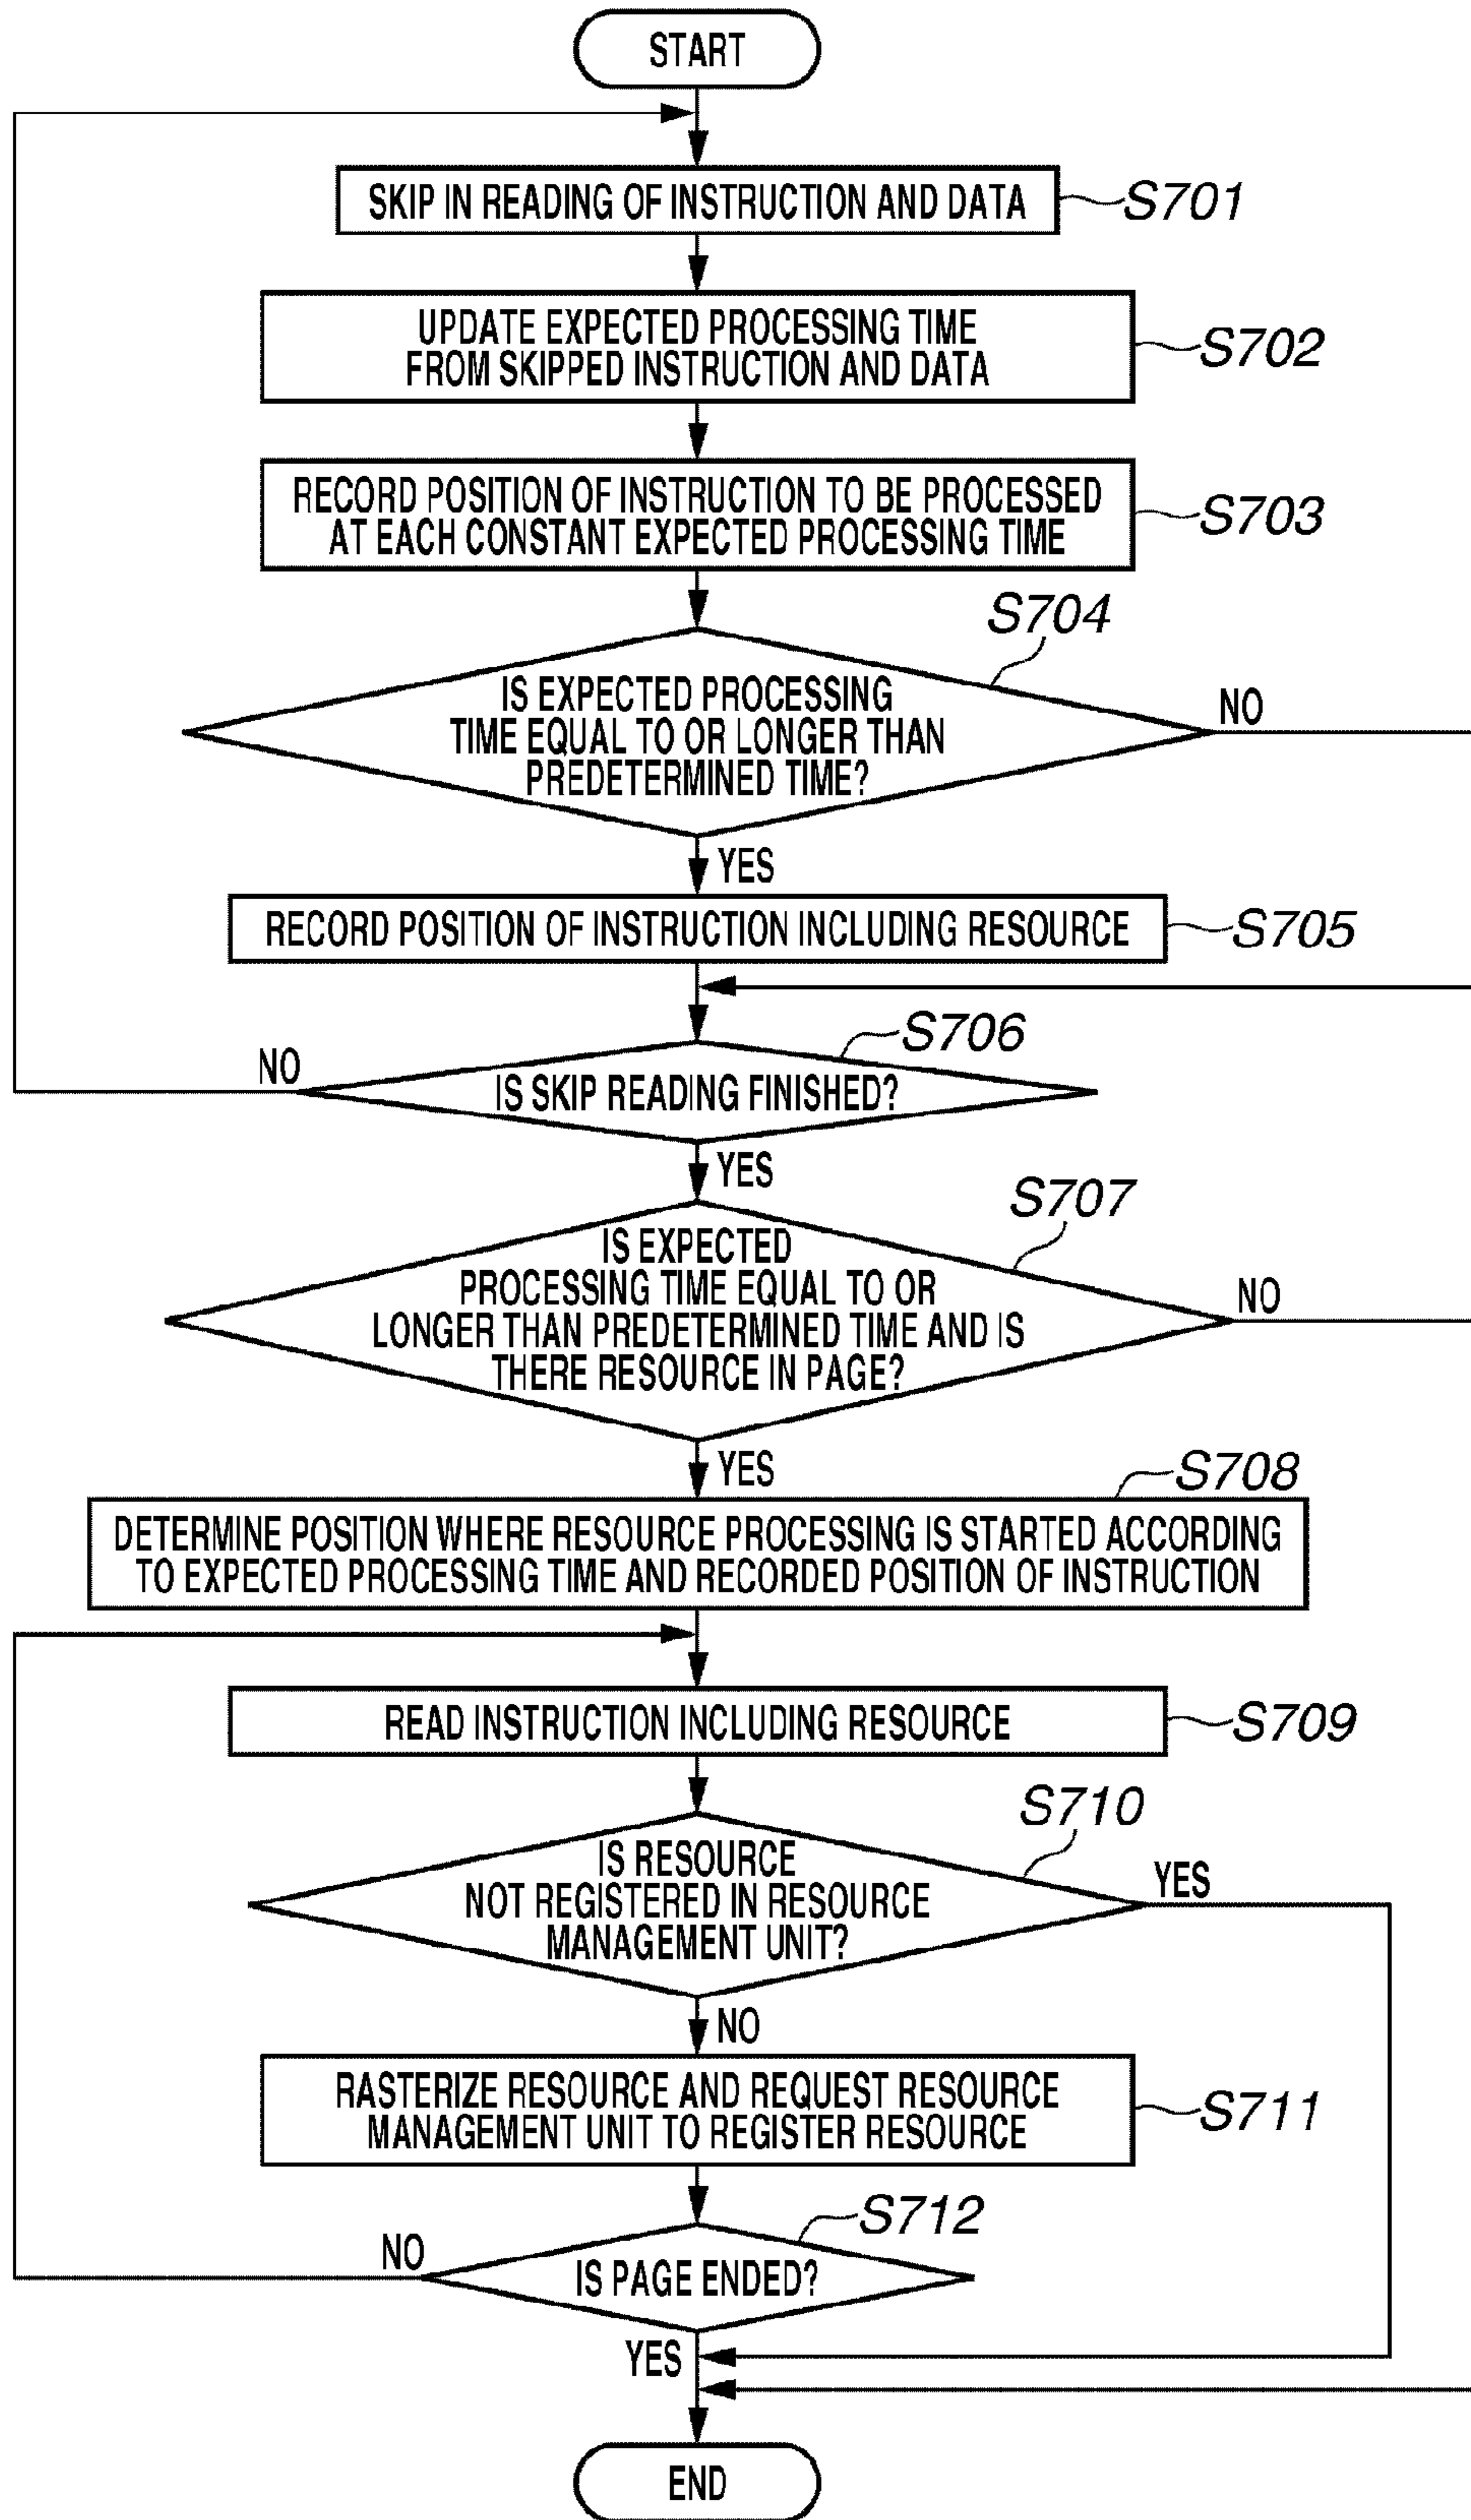 START
SKIP IN READING OF INSTRUCTION AND DATA
S701
UPDATE EXPECTED PROCESSING TIME
FROM SKIPPED INSTRUCTION AND DATA
S702
RECORD POSITION OF INSTRUCTION TO BE PROCESSED
AT EACH CONSTANT EXPECTED PROCESSING TIME
S703
S704
IS EXPECTED PROCESSING
TIME EQUAL TO OR LONGER THAN
PREDETERMINED TIME?
NO
YES
RECORD POSITION OF INSTRUCTION INCLUDING RESOURCE
S705
S706
NO
IS SKIP READING FINISHED?
YES
S707
IS EXPECTED
PROCESSING TIME EQUAL TO OR
LONGER THAN PREDETERMINED TIME AND IS
THERE RESOURCE IN PAGE?
NO
YES
S708
DETERMINE POSITION WHERE RESOURCE PROCESSING IS STARTED ACCORDING
TO EXPECTED PROCESSING TIME AND RECORDED POSITION OF INSTRUCTION
READ INSTRUCTION INCLUDING RESOURCE
S709
S710
IS RESOURCE
NOT REGISTERED IN RESOURCE
MANAGEMENT UNIT?
YES
NO
RASTERIZE RESOURCE AND REQUEST RESOURCE
MANAGEMENT UNIT TO REGISTER RESOURCE
S711
S712
NO
IS PAGE ENDED?
YES
END